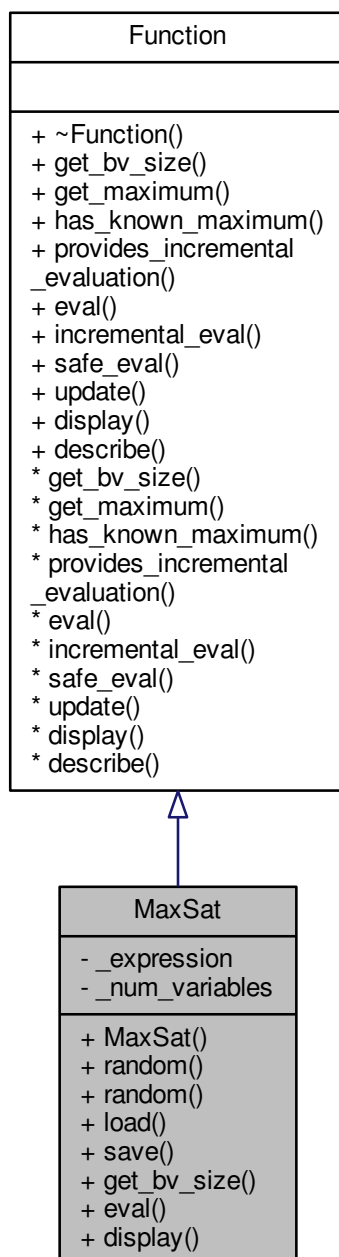 Function
+ ~Function()
+ get_bv_size()
+ get_maximum()
+ has_known_maximum()
+ provides_incremental
_evaluation()
+ eval()
+ incremental_eval()
+ safe_eval()
+ update()
+ display()
+ describe()
* get_bv_size()
* get_maximum()
* has_known_maximum()
* provides_incremental
_evaluation()
* eval()
* incremental_eval()
* safe_eval()
* update()
* display()
* describe()
MaxSat
- _expression
- _num_variables
+ MaxSat()
+ random()
+ random()
+ load()
+ save()
+ get_bv_size()
+ eval()
+ display()